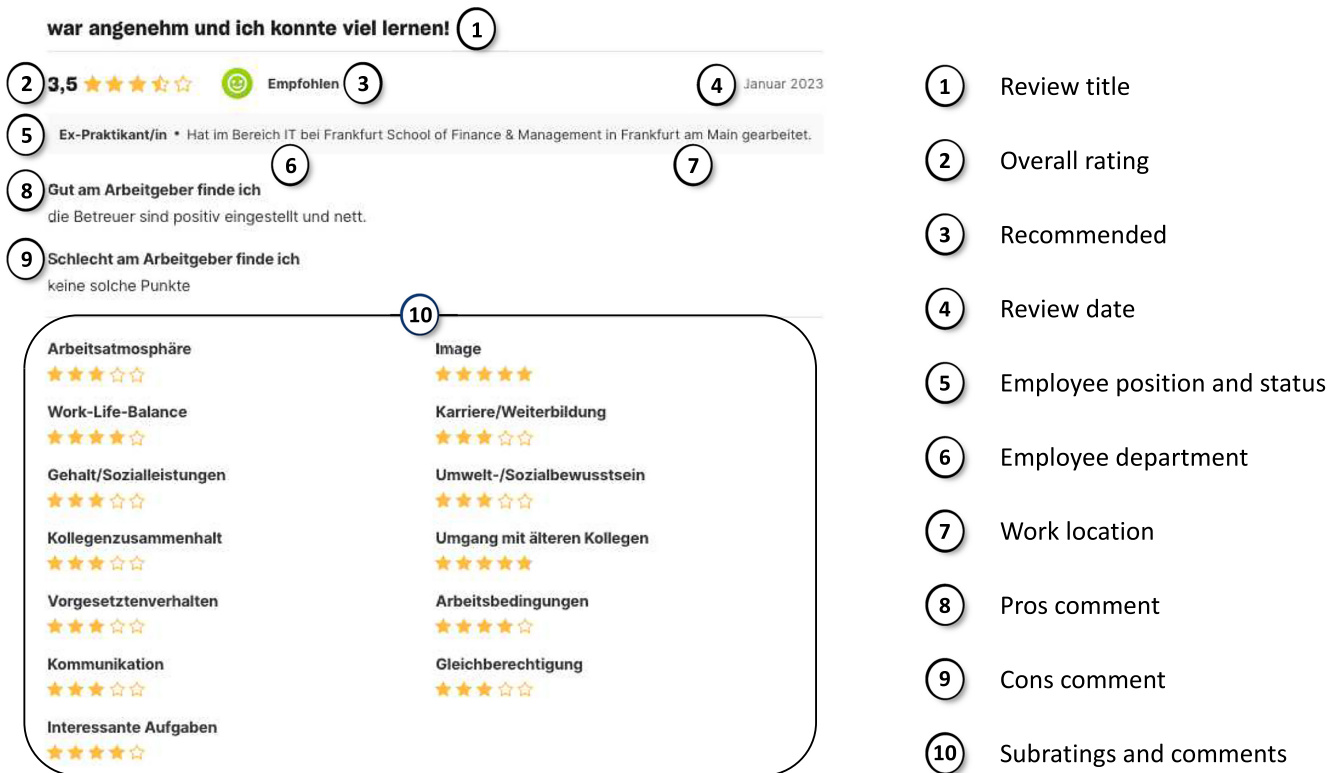 war angenehm und ich konnte viel lernen! 1
2 3,5 Empfohlen 3 4 Januar 2023
5 Ex-Praktikant/in • Hat im Bereich IT bei Frankfurt School of Finance & Management in Frankfurt am Main gearbeitet.
6 7
8 Gut am Arbeitgeber finde ich
die Betreuer sind positiv eingestellt und nett.
9 Schlecht am Arbeitgeber finde ich
keine solche Punkte
10
Arbeitsatmosphäre Image
Work-Life-Balance Karriere/Weiterbildung
Gehalt/Sozialleistungen Umwelt-/Sozialbewusstsein
Kollegenzusammenhalt Umgang mit älteren Kollegen
Vorgesetztenverhalten Arbeitsbedingungen
Kommunikation Gleichberechtigung
Interessante Aufgaben
1 Review title
2 Overall rating
3 Recommended
4 Review date
5 Employee position and status
6 Employee department
7 Work location
8 Pros comment
9 Cons comment
10 Subratings and comments